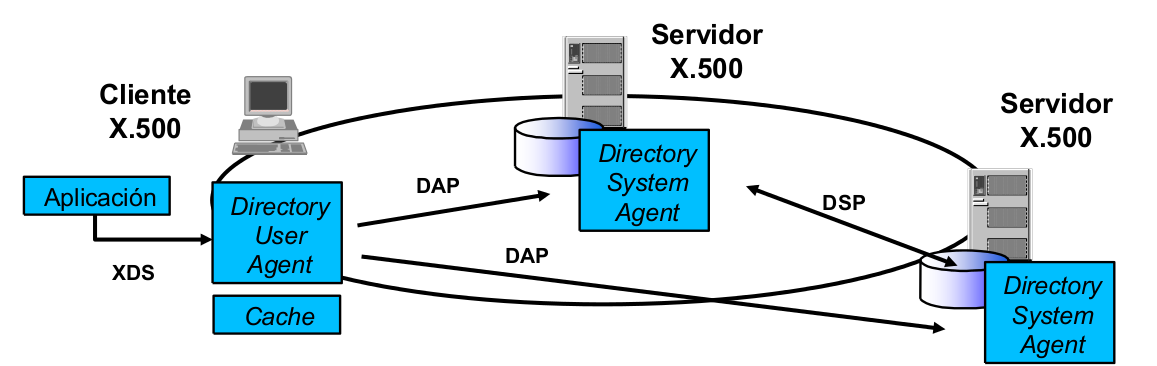 Servidor
X.500
Cliente
X.500
Servidor
X.500
Aplicación
XDS
Directory
User
Agent
Cache
DAP
DAP
Directory
System
Agent
DSP
Directory
System
Agent